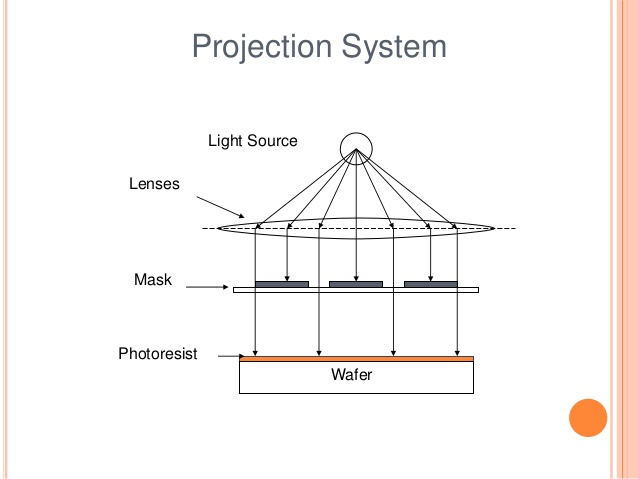 Projection System
Light Source
Lenses
Mask
Photoresist
Wafer